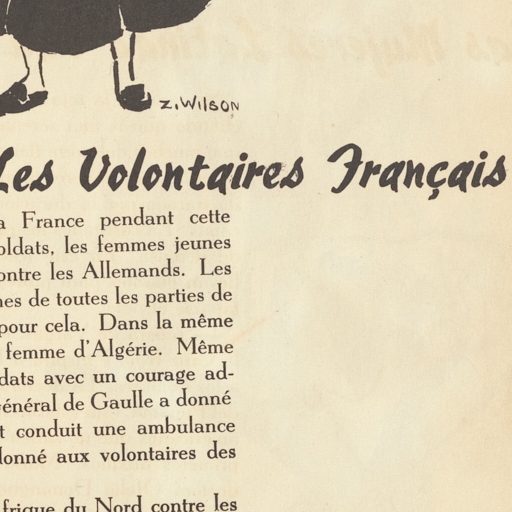 Z. WILSON
Les Volontaires Français
a France pendant cette
oldats, les femmes jeunes
ontre les Allemands. Les
nes de toutes les parties de
pour cela. Dans la même
femme d'Algérie. Même
dats avec un courage ad-
énéral de Gaulle a donné
t conduit une ambulance
donné aux volontaires des
frique du Nord contre les